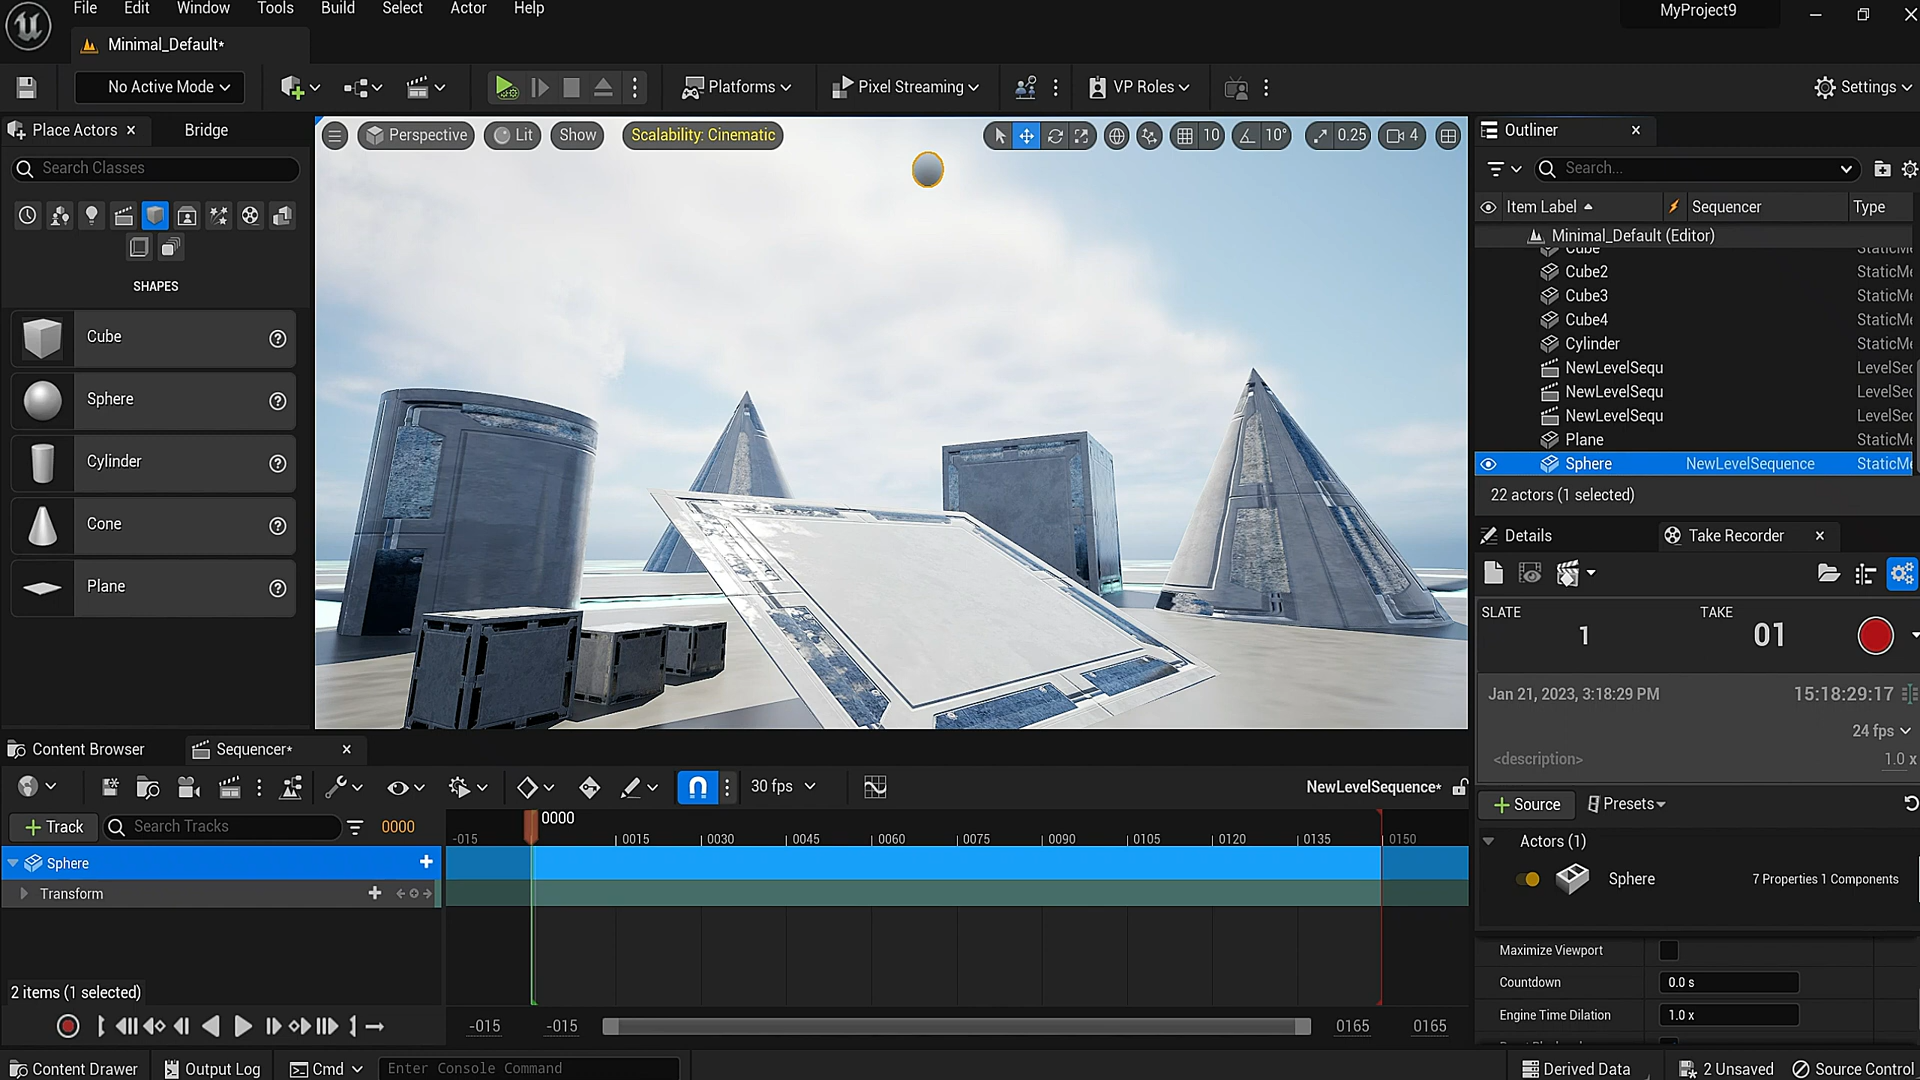 File Edit Window Tools Build Select Actor Help
MyProject9
Minimal_Default*
No Active Mode
Platforms
Pixel Streaming
VP Roles
Settings
Place Actors
Bridge
Search Classes
SHAPES
Cube
Sphere
Cylinder
Cone
Plane
Perspective
Lit
Show
Scalability: Cinematic
10
10°
0.25
4
Outliner
Search...
Item Label
Sequencer
Type
Minimal_Default (Editor)
Cube StaticMe
Cube2 StaticMe
Cube3 StaticMe
Cube4 StaticMe
Cylinder StaticMe
NewLevelSequ LevelSec
NewLevelSequ LevelSec
NewLevelSequ LevelSec
Plane StaticMe
Sphere NewLevelSequence StaticMe
22 actors (1 selected)
Details
Take Recorder
SLATE
1
TAKE
01
Jan 21, 2023, 3:18:29 PM
15:18:29:17
24 fps
<description>
1.0 x
+ Source
Presets
Actors (1)
Sphere
7 Properties 1 Components
Maximize Viewport
Countdown 0.0 s
Engine Time Dilation 1.0 x
Content Browser
Sequencer*
30 fps
NewLevelSequence*
+ Track
Search Tracks
0000
0000
-015 0015 0030 0045 0060 0075 0090 0105 0120 0135 0150
Sphere
Transform
2 items (1 selected)
-015 -015 0165 0165
Content Drawer
Output Log
Cmd
Enter Console Command
Derived Data
2 Unsaved
Source Control